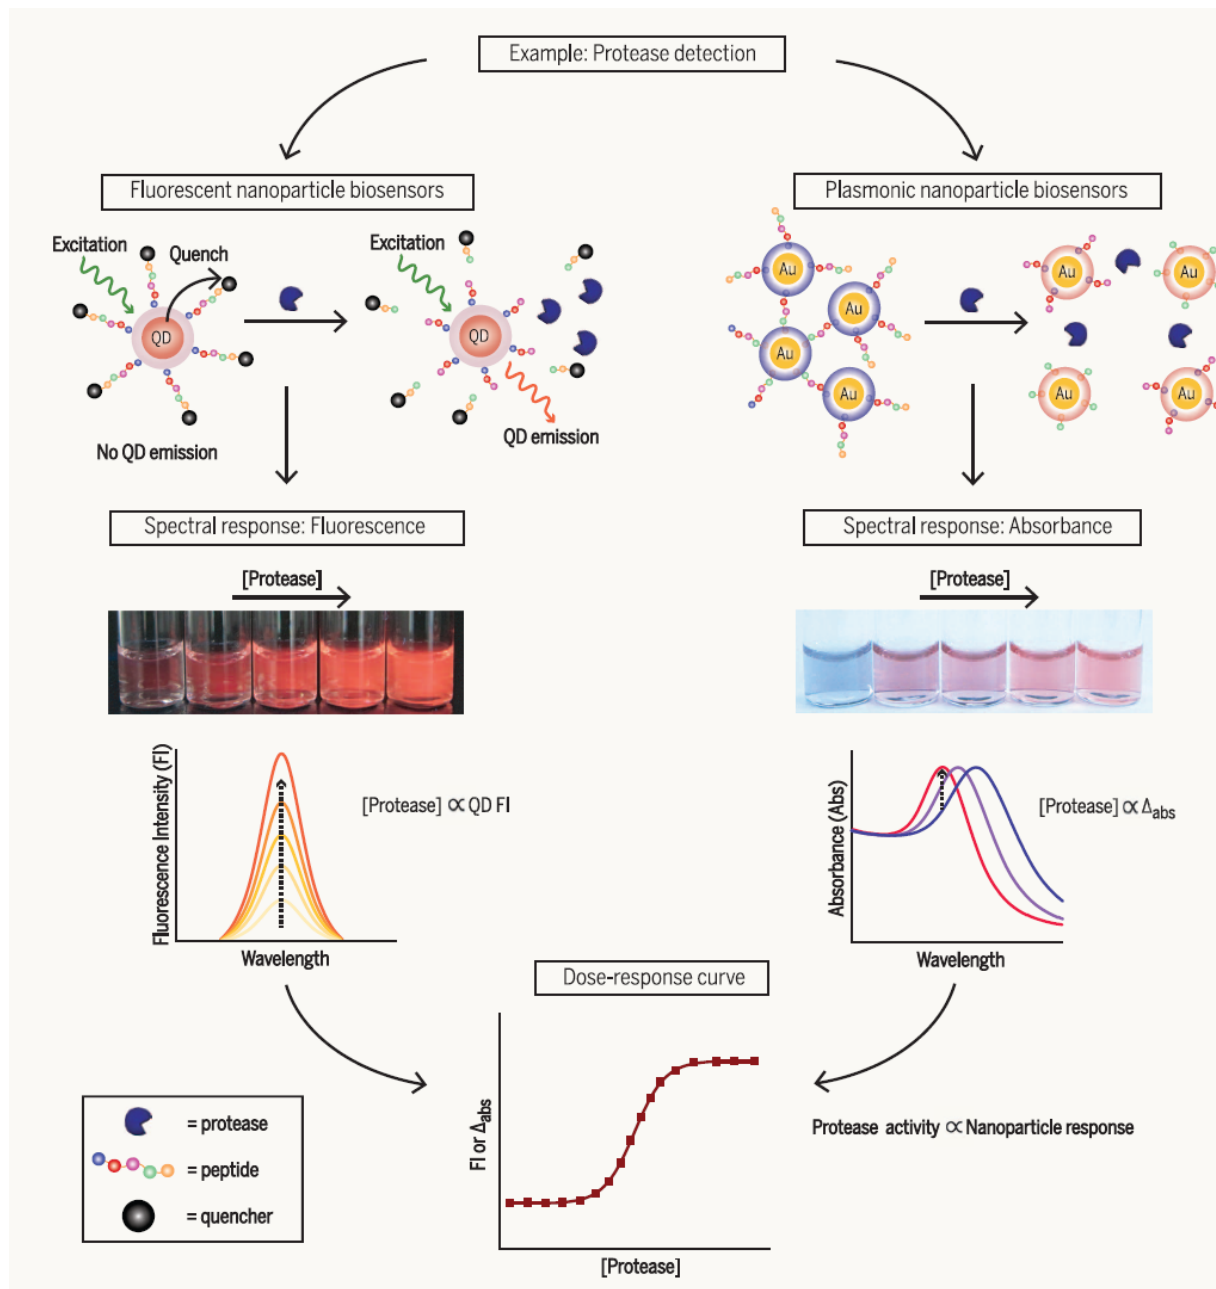 Example: Protease detection
Fluorescent nanoparticle biosensors
Excitation
Quench
QD
No QD emission
Excitation
QD
QD emission
Plasmonic nanoparticle biosensors
Au
Au
Au
Au
Au
Au
Au
Au
Spectral response: Fluorescence
[Protease]
Fluorescence Intensity (FI)
[Protease] ∝ QD FI
Wavelength
Spectral response: Absorbance
[Protease]
Absorbance (Abs)
[Protease] ∝ Δabs
Wavelength
Dose-response curve
FI or Δabs
[Protease]
Protease activity ∝ Nanoparticle response
= protease
= peptide
= quencher